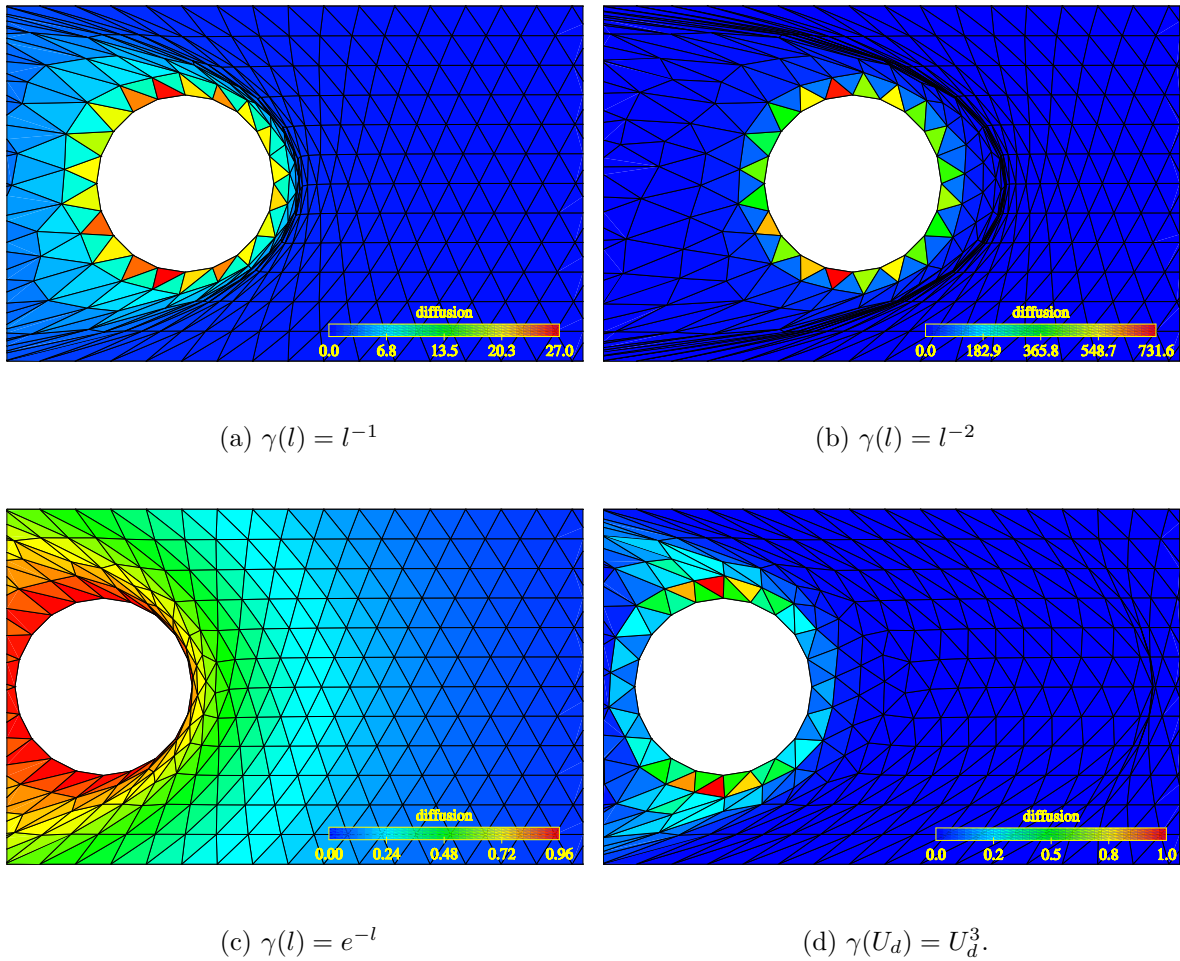 diffusion
0.0 6.8 13.5 20.3 27.0
diffusion
0.0 182.9 365.8 548.7 731.6
(a) γ(l) = l⁻¹
(b) γ(l) = l⁻²
diffusion
0.00 0.24 0.48 0.72 0.96
diffusion
0.0 0.2 0.5 0.8 1.0
(c) γ(l) = e⁻ˡ
(d) γ(U_d) = U_d³.